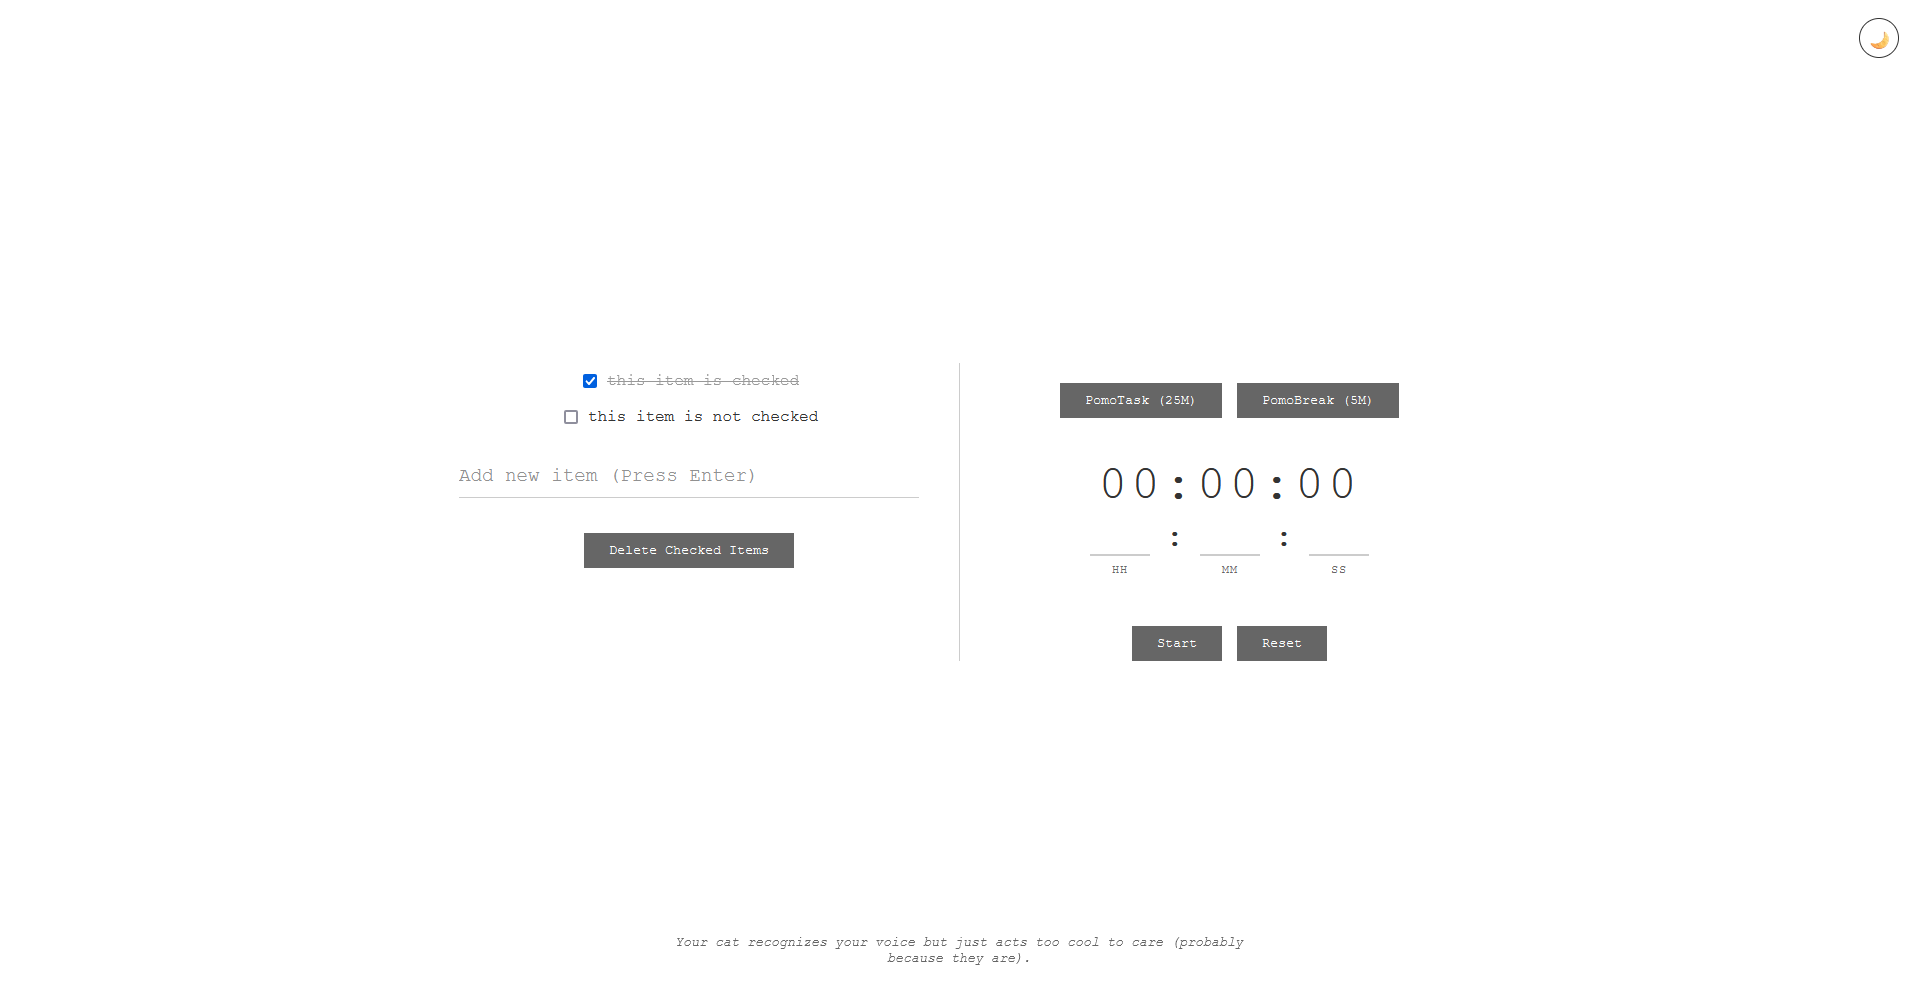 this item is checked
this item is not checked
Add new item (Press Enter)
Delete Checked Items
PomoTask (25M)
PomoBreak (5M)
00:00:00
: :
HH
MM
SS
Start
Reset
Your cat recognizes your voice but just acts too cool to care (probably
because they are).